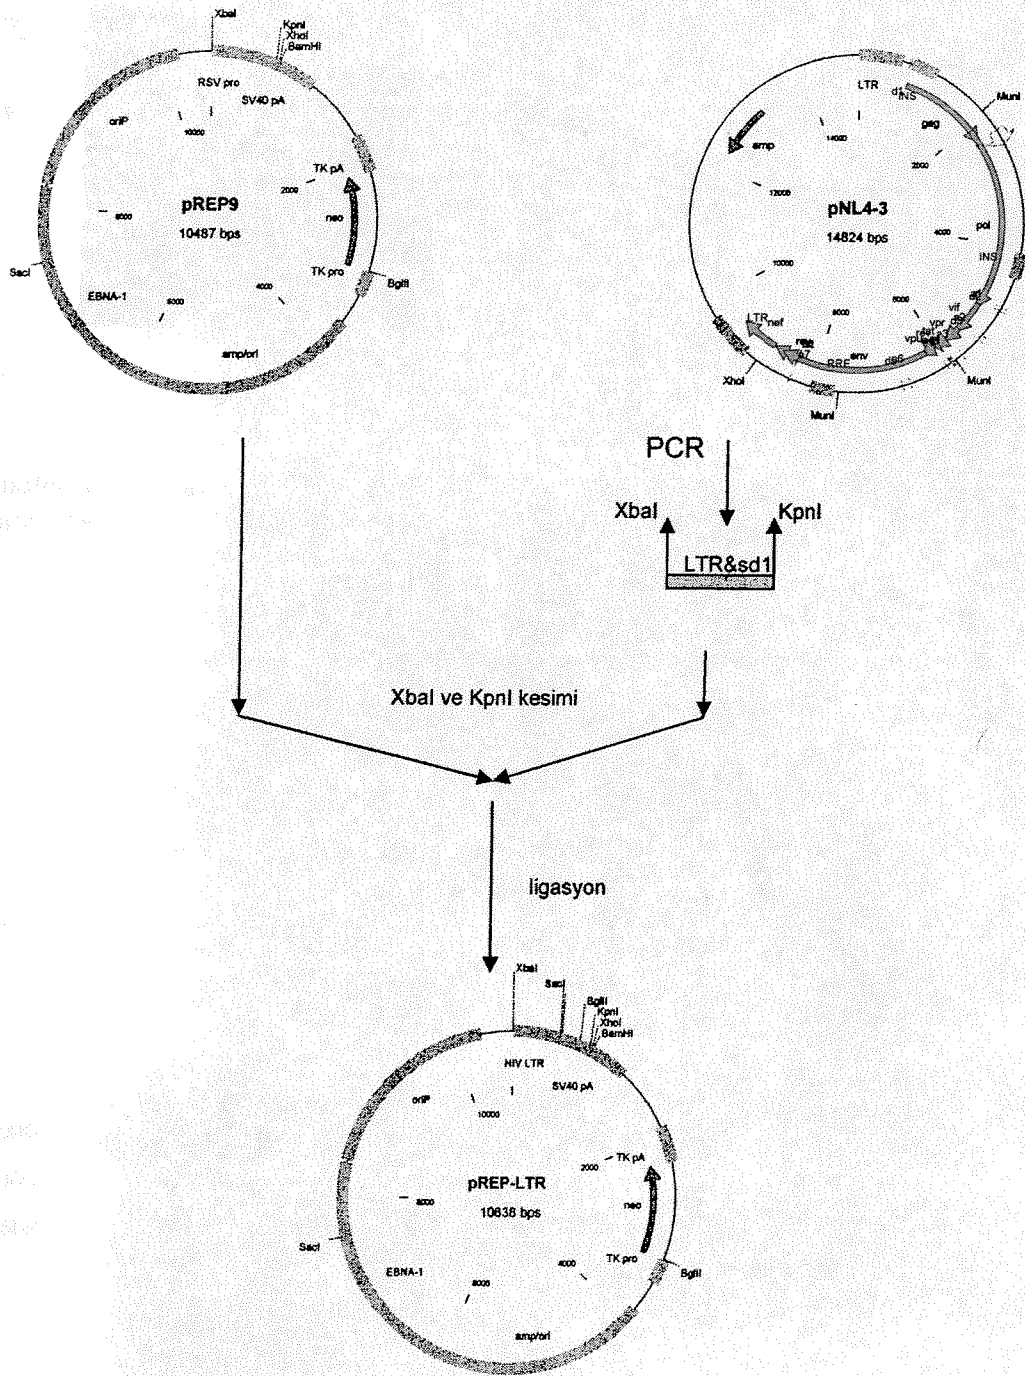 XbaI
KpnI
XhoI
BamHI
RSV pro
SV40 pA
oriP
10000
TK pA
2000
pREP9
10487 bps
8000
neo
SacI
TK pro
BglII
EBNA-1
6000
4000
amp/ori
LTR
d1
INS
MunI
gag
amp
14000
2000
12000
pNL4-3
14824 bps
pol
4000
INS
10000
6000
8000
vif
vpr
LTR
nef
env
RRE
XhoI
MunI
MunI
PCR
XbaI
KpnI
LTR&sd1
XbaI ve KpnI kesimi
ligasyon
XbaI
SacI
BglII
KpnI
XhoI
BamHI
HIV LTR
SV40 pA
oriP
10000
TK pA
2000
pREP-LTR
10638 bps
8000
neo
SacI
TK pro
BglII
EBNA-1
6000
4000
amp/ori